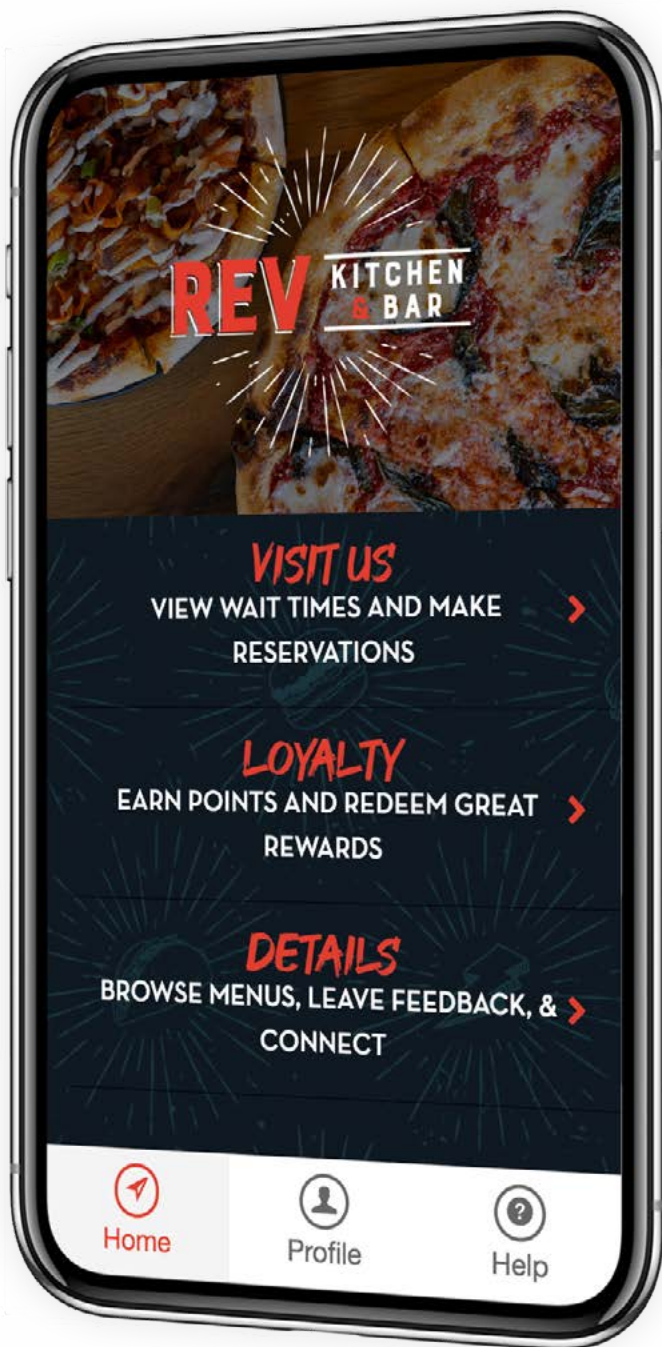 REV KITCHEN
& BAR
VISIT US
VIEW WAIT TIMES AND MAKE
RESERVATIONS
LOYALTY
EARN POINTS AND REDEEM GREAT
REWARDS
DETAILS
BROWSE MENUS, LEAVE FEEDBACK, &
CONNECT
Home
Profile
Help